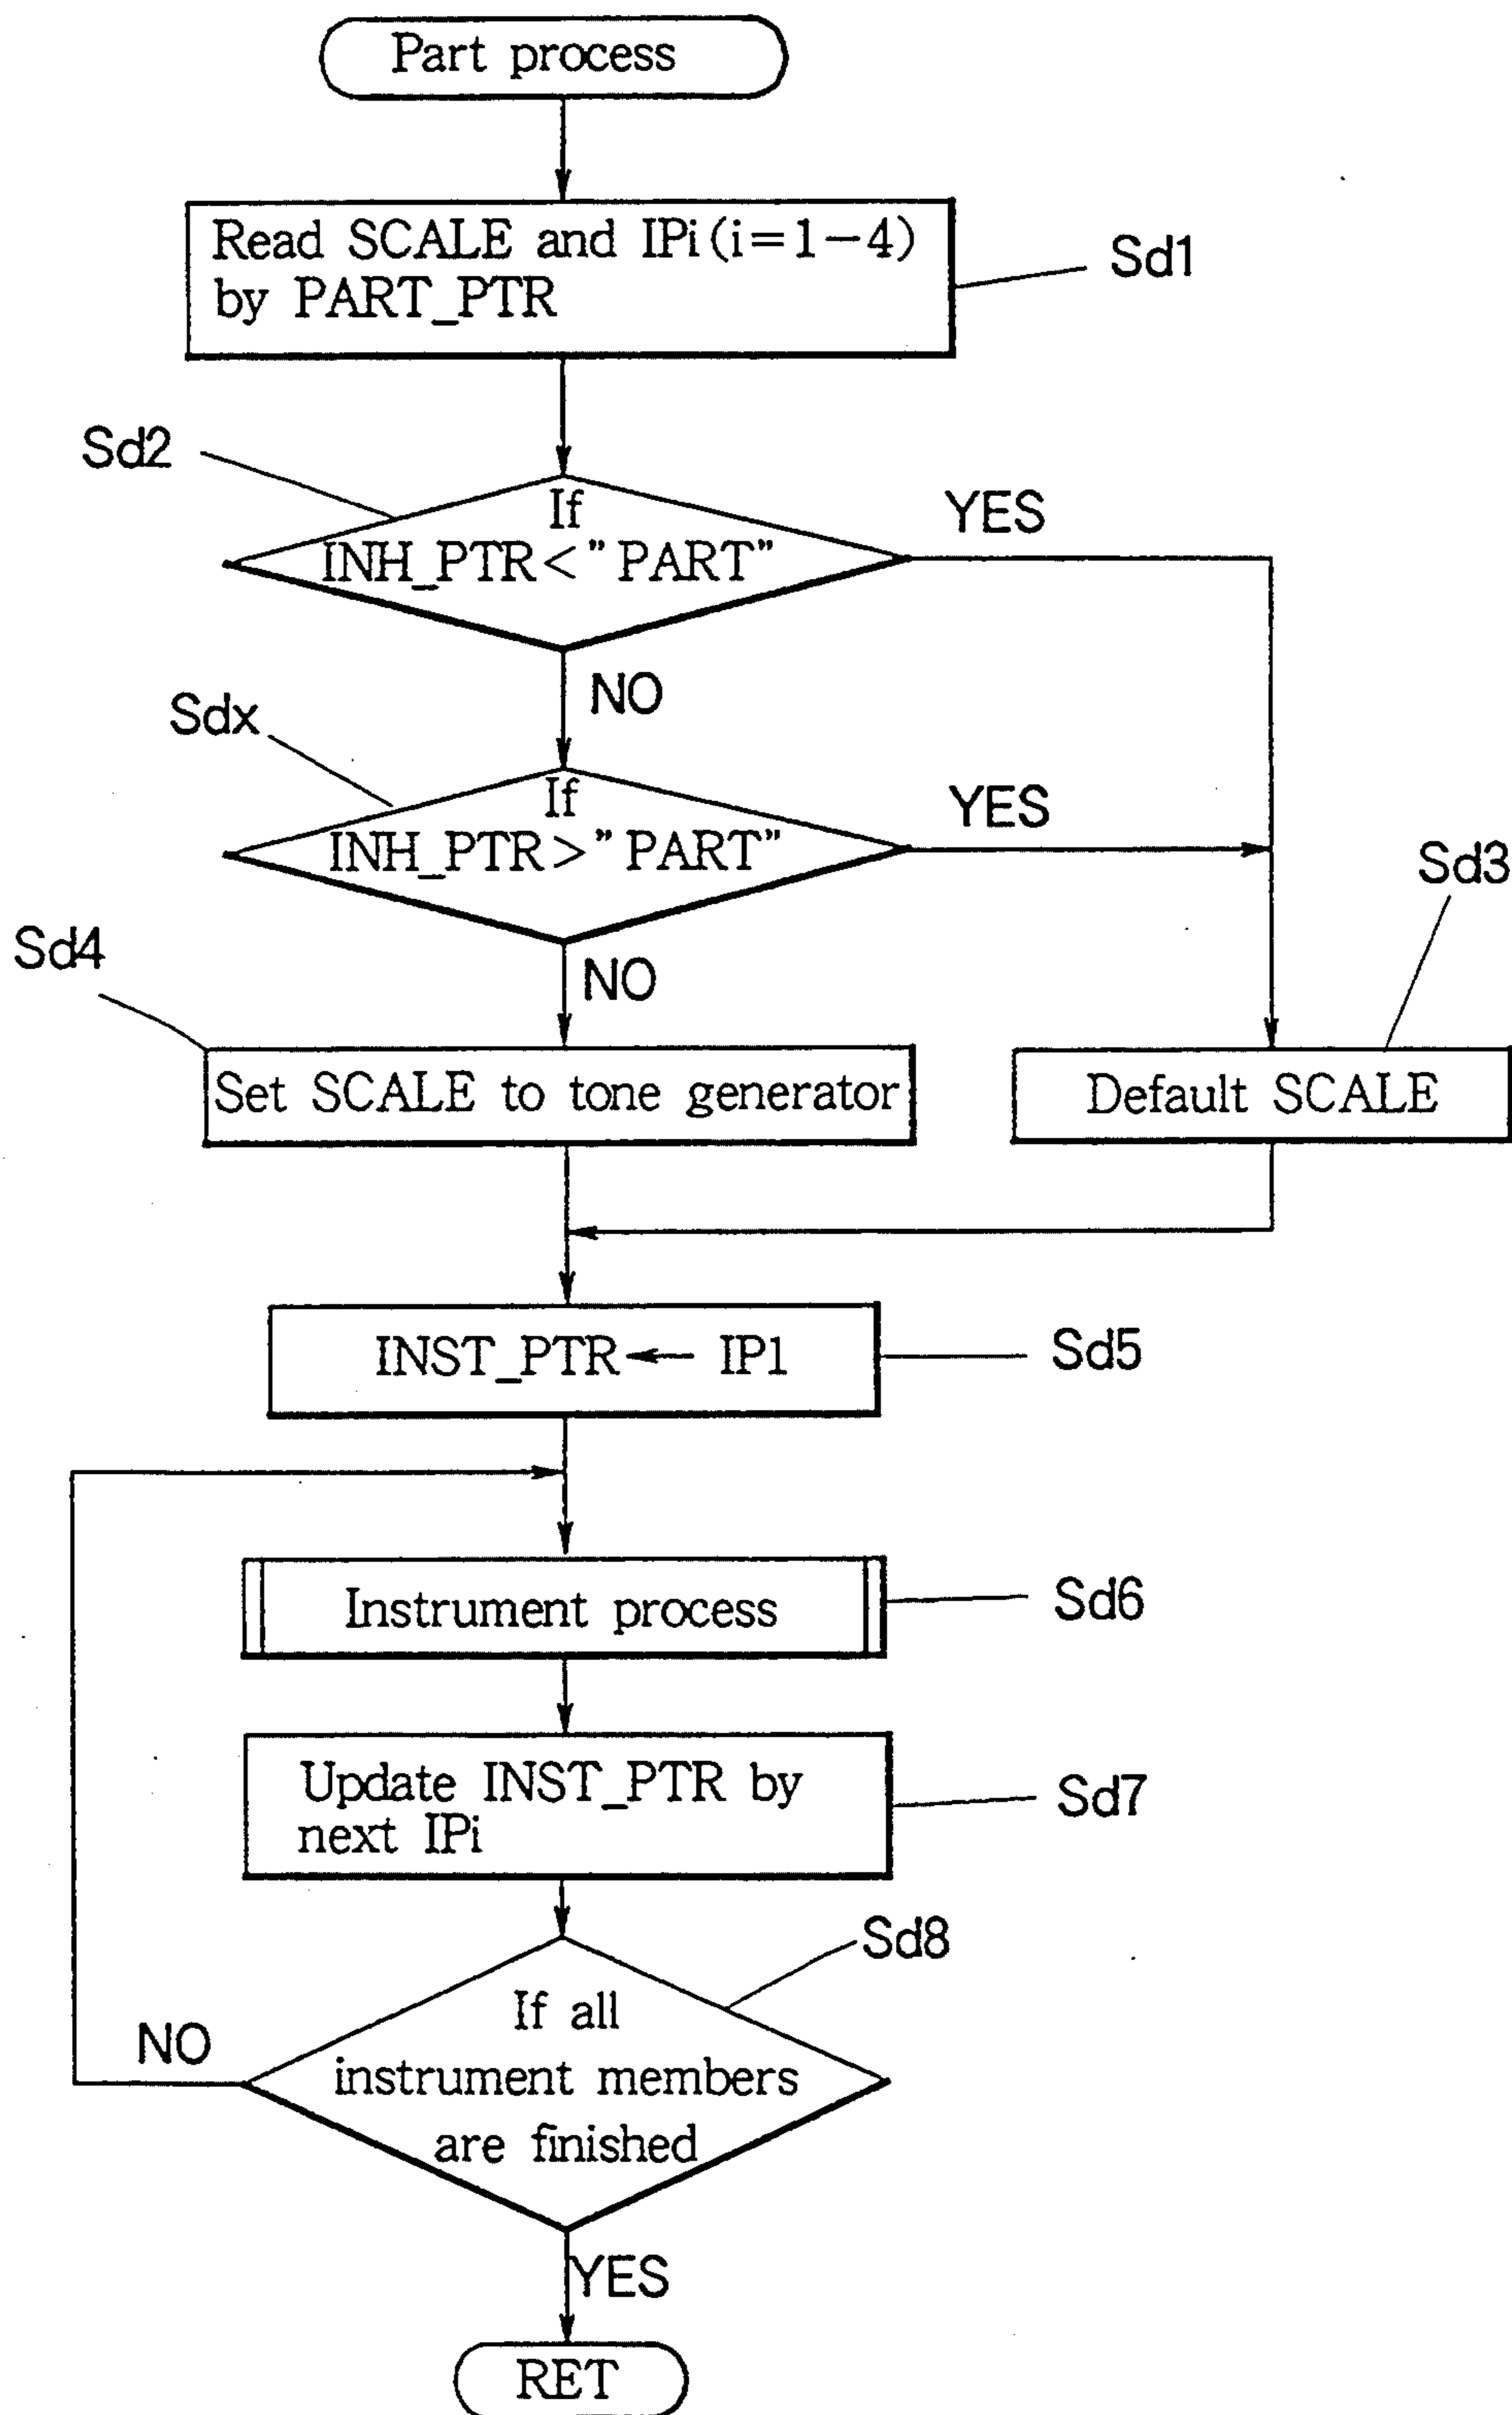 Part process
Read SCALE and IPi(i=1-4)
by PART_PTR
Sd1
Sd2
If
INH_PTR<"PART"
YES
NO
Sdx
If
INH_PTR>"PART"
YES
Sd3
Sd4
NO
Set SCALE to tone generator
Default SCALE
INST_PTR← IP1
Sd5
Instrument process
Sd6
Update INST_PTR by
next IPi
Sd7
Sd8
If all
instrument members
are finished
NO
YES
RET